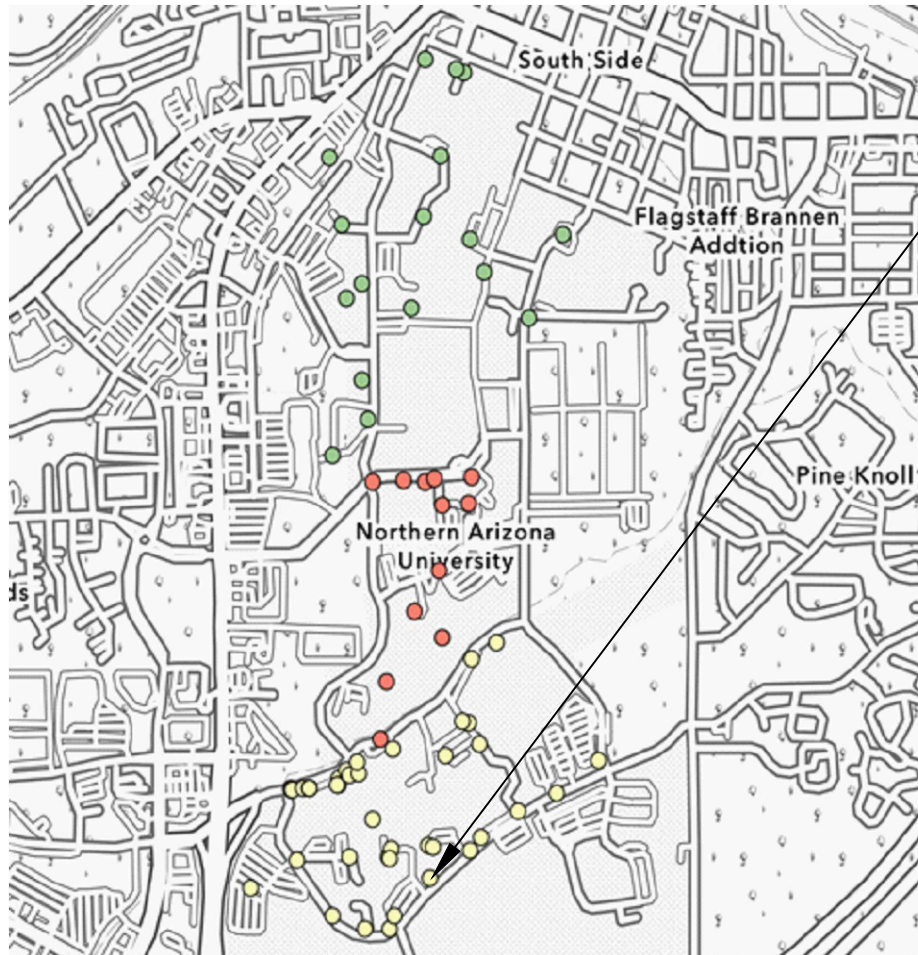 South Side
Flagstaff Brannen
Addtion
Pine Knoll
Northern Arizona
University
ds